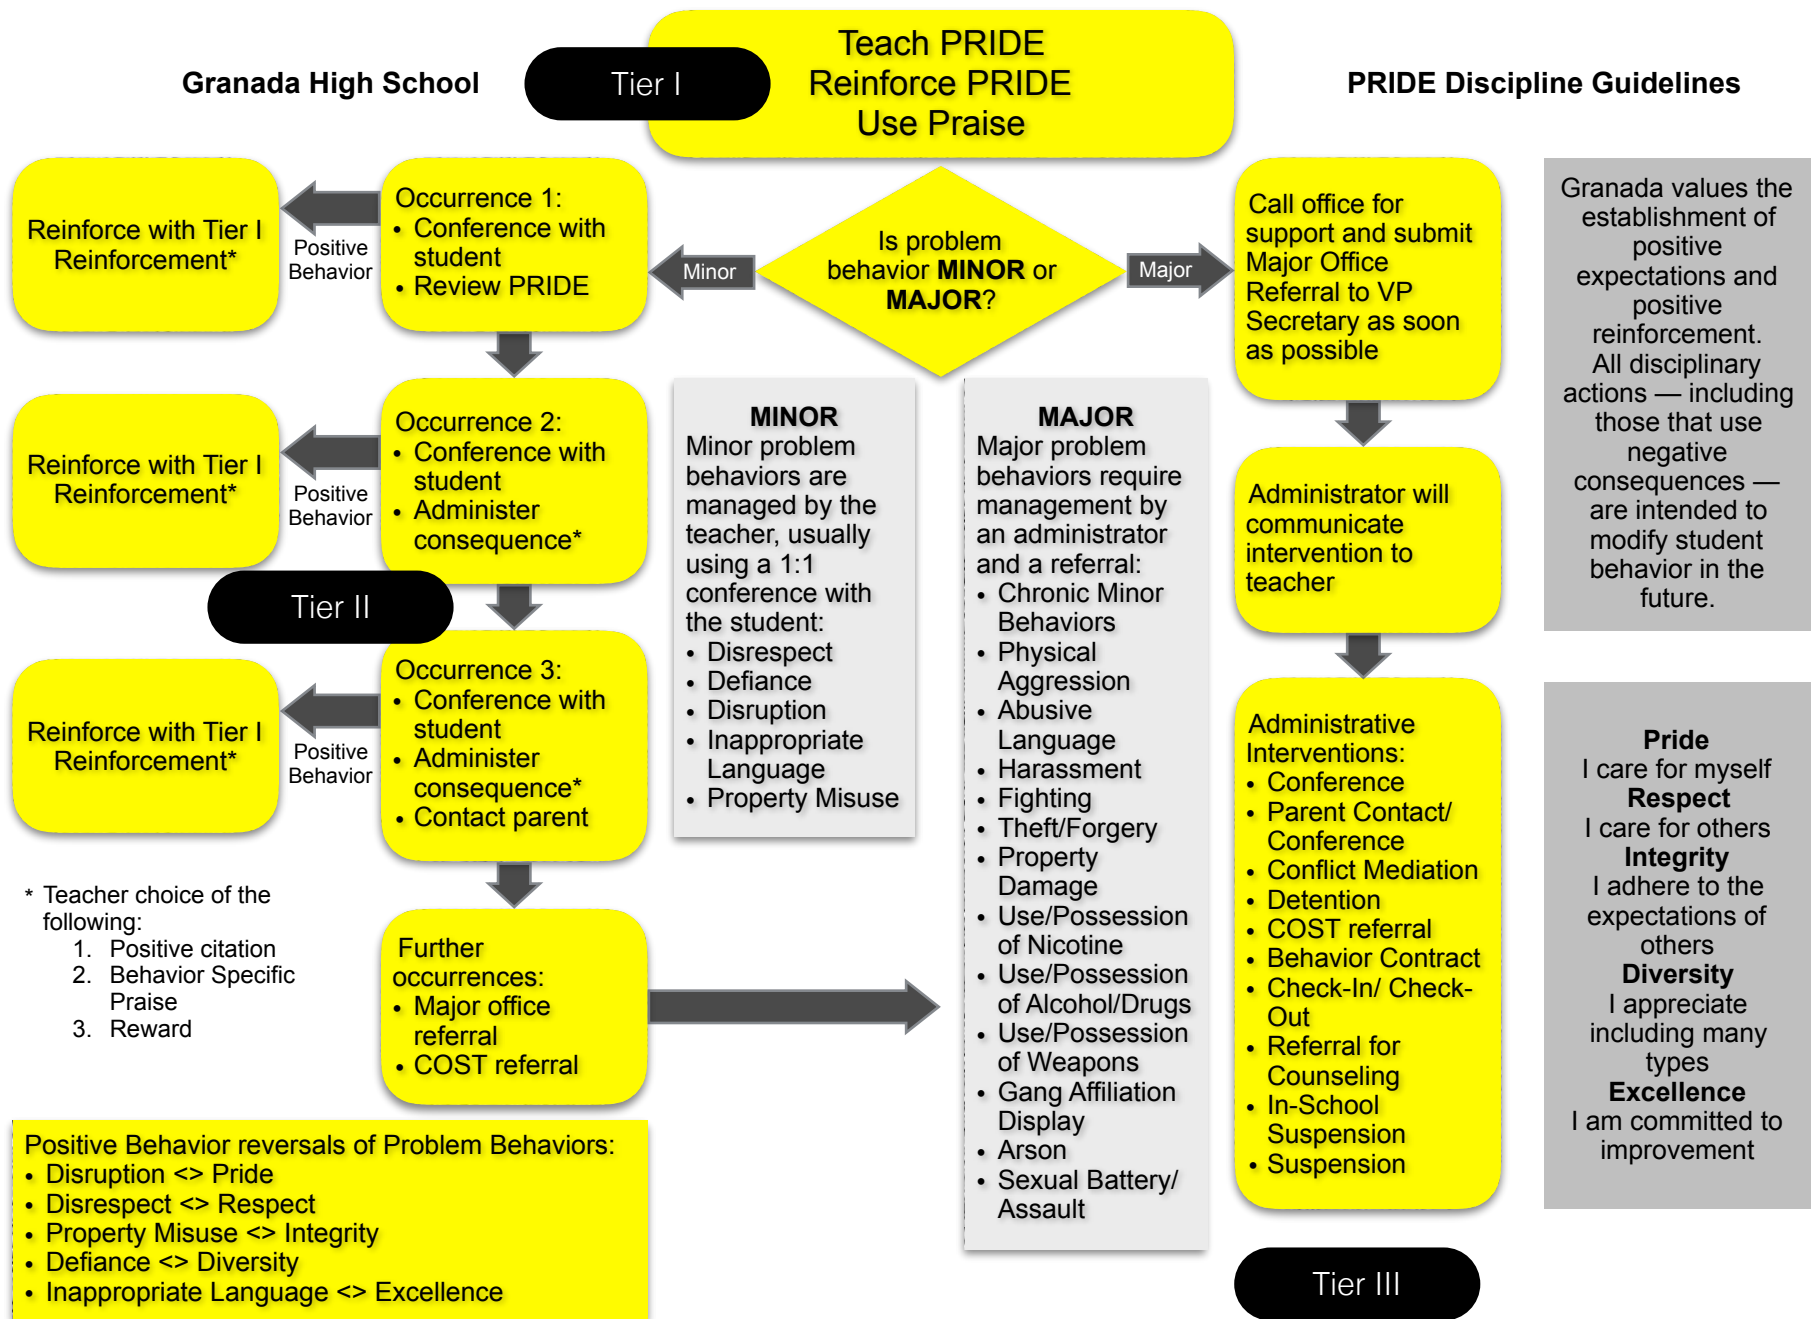 Granada High School
Tier I
Teach PRIDE
Reinforce PRIDE
Use Praise
PRIDE Discipline Guidelines
Reinforce with Tier I
Reinforcement*
Positive
Behavior
Occurrence 1:
• Conference with
student
• Review PRIDE
Minor
Is problem
behavior MINOR or
MAJOR?
Major
Call office for
support and submit
Major Office
Referral to VP
Secretary as soon
as possible
Granada values the
establishment of
positive
expectations and
positive
reinforcement.
All disciplinary
actions — including
those that use
negative
consequences —
are intended to
modify student
behavior in the
future.
Reinforce with Tier I
Reinforcement*
Positive
Behavior
Occurrence 2:
• Conference with
student
• Administer
consequence*
Tier II
MINOR
Minor problem
behaviors are
managed by the
teacher, usually
using a 1:1
conference with
the student:
• Disrespect
• Defiance
• Disruption
• Inappropriate
Language
• Property Misuse
MAJOR
Major problem
behaviors require
management by
an administrator
and a referral:
• Chronic Minor
Behaviors
• Physical
Aggression
• Abusive
Language
• Harassment
• Fighting
• Theft/Forgery
• Property
Damage
• Use/Possession
of Nicotine
• Use/Possession
of Alcohol/Drugs
• Use/Possession
of Weapons
• Gang Affiliation
Display
• Arson
• Sexual Battery/
Assault
Administrator will
communicate
intervention to
teacher
Reinforce with Tier I
Reinforcement*
Positive
Behavior
Occurrence 3:
• Conference with
student
• Administer
consequence*
• Contact parent
Administrative
Interventions:
• Conference
• Parent Contact/
Conference
• Conflict Mediation
• Detention
• COST referral
• Behavior Contract
• Check-In/ Check-
Out
• Referral for
Counseling
• In-School
Suspension
• Suspension
Pride
I care for myself
Respect
I care for others
Integrity
I adhere to the
expectations of
others
Diversity
I appreciate
including many
types
Excellence
I am committed to
improvement
* Teacher choice of the
following:
1. Positive citation
2. Behavior Specific
Praise
3. Reward
Further
occurrences:
• Major office
referral
• COST referral
Positive Behavior reversals of Problem Behaviors:
• Disruption <> Pride
• Disrespect <> Respect
• Property Misuse <> Integrity
• Defiance <> Diversity
• Inappropriate Language <> Excellence
Tier III